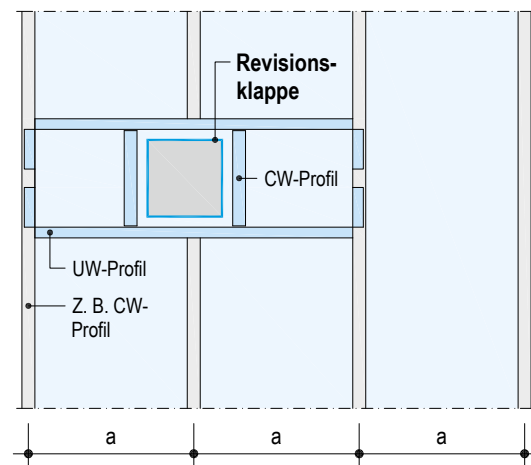 Revisions-
klappe
CW-Profil
UW-Profil
Z. B. CW-
Profil
a
a
a